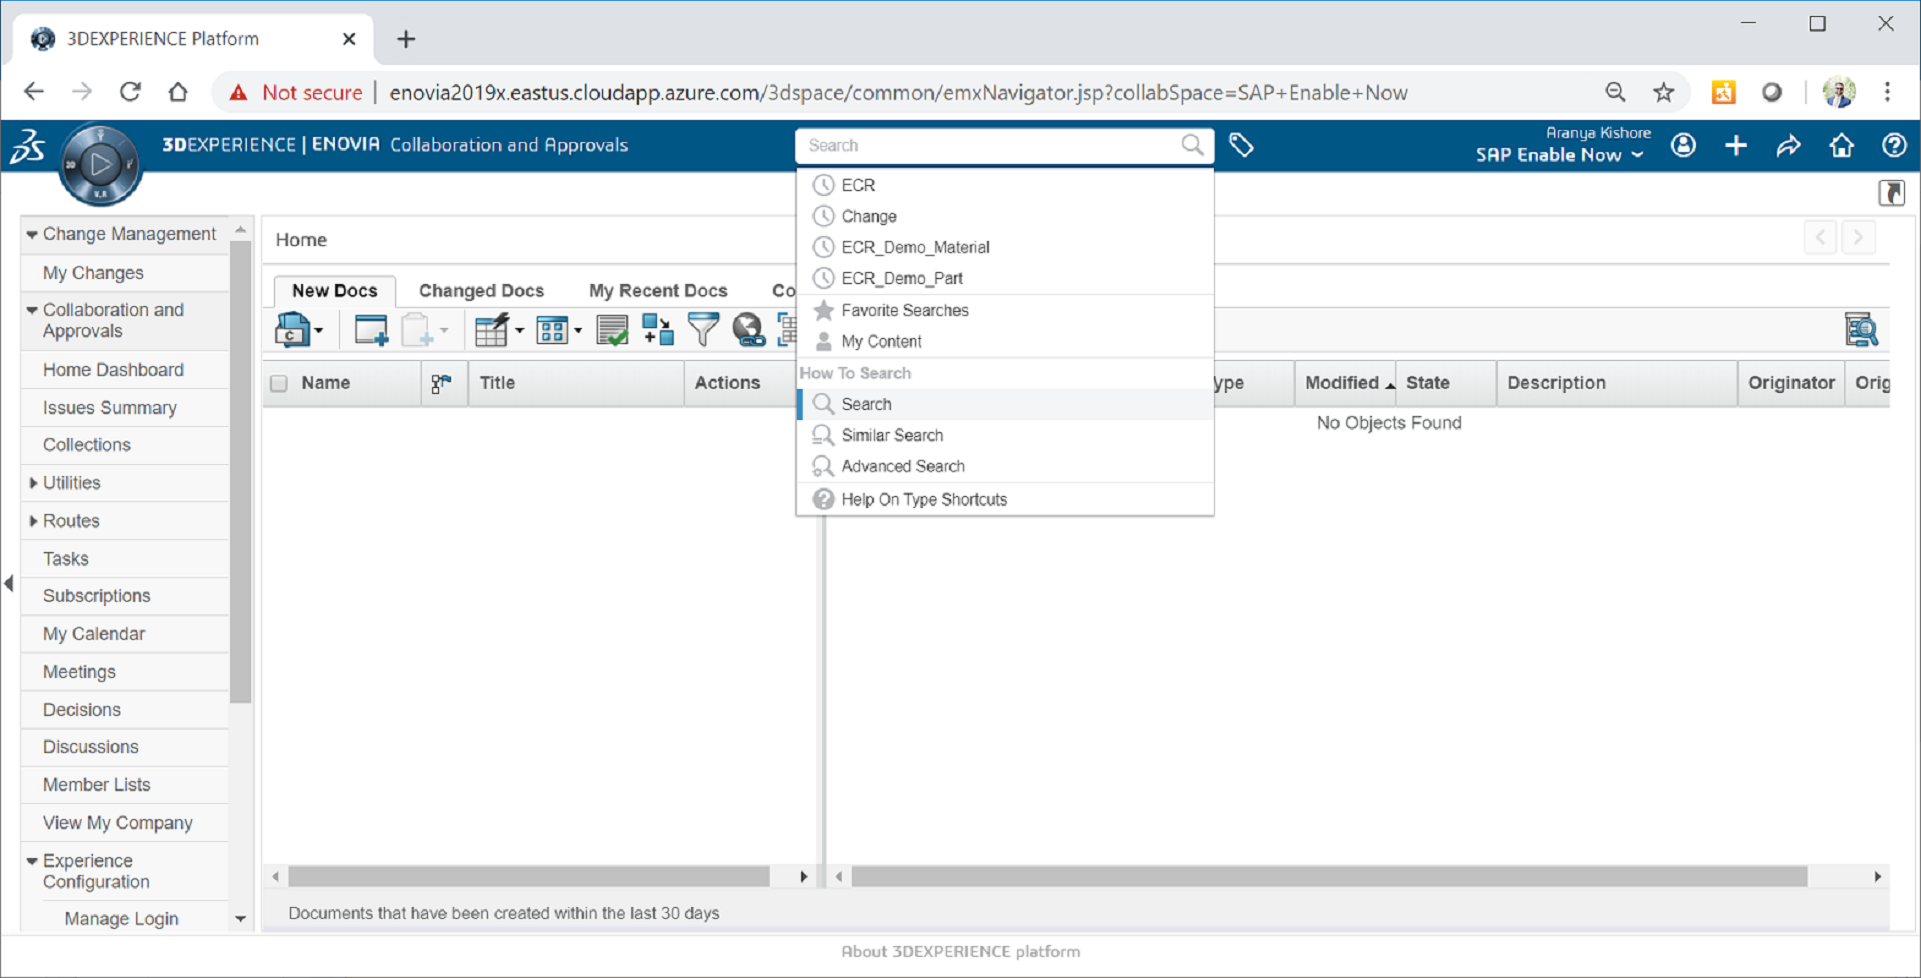 3DEXPERIENCE Platform
Not secure | enovia2019x.eastus.cloudapp.azure.com/3dspace/common/emxNavigator.jsp?collabSpace=SAP+Enable+Now
3DEXPERIENCE | ENOVIA Collaboration and Approvals
Search
Aranya Kishore
SAP Enable Now
3D
V.R
ECR
Change
ECR_Demo_Material
ECR_Demo_Part
Favorite Searches
My Content
How To Search
Search
Similar Search
Advanced Search
Help On Type Shortcuts
Change Management
My Changes
Collaboration and
Approvals
Home Dashboard
Issues Summary
Collections
Utilities
Routes
Tasks
Subscriptions
My Calendar
Meetings
Decisions
Discussions
Member Lists
View My Company
Experience
Configuration
Manage Login
Home
New Docs Changed Docs My Recent Docs Co
Name Title Actions ype Modified State Description Originator Orig
No Objects Found
Documents that have been created within the last 30 days
About 3DEXPERIENCE platform